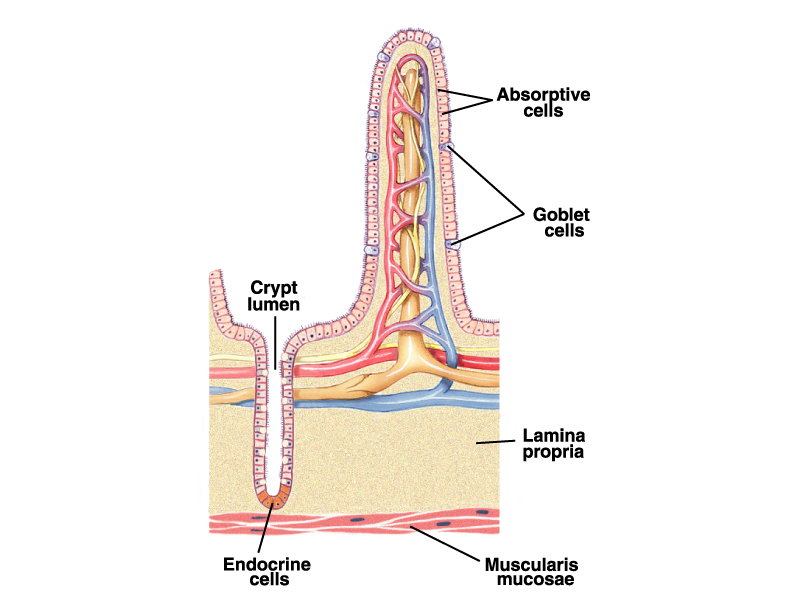 Absorptive
cells
Goblet
cells
Crypt
lumen
Lamina
propria
Endocrine
cells
Muscularis
mucosae